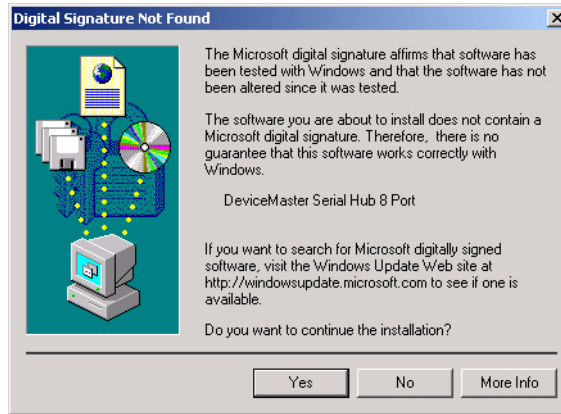 Digital Signature Not Found
The Microsoft digital signature affirms that software has
been tested with Windows and that the software has not
been altered since it was tested.
The software you are about to install does not contain a
Microsoft digital signature. Therefore, there is no
guarantee that this software works correctly with
Windows.
DeviceMaster Serial Hub 8 Port
If you want to search for Microsoft digitally signed
software, visit the Windows Update Web site at
http://windowsupdate.microsoft.com to see if one is
available.
Do you want to continue the installation?
Yes
No
More Info